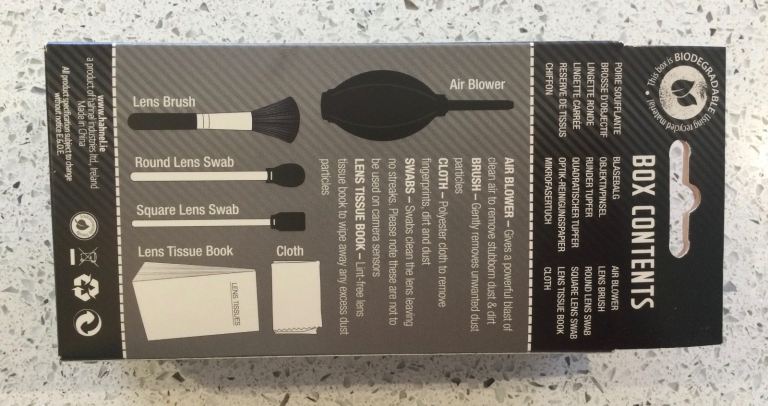 This box is BIODEGRADABLE Using recycled material
BOX CONTENTS
POIRE SOUFFLANTE
BROSSE D'OBJECTIF
LINGETTE RONDE
LINGETTE CARRÉE
RESERVE DE TISSUS
CHIFFON
BLASEBALG
OBJEKTIVPINSEL
RUNDER TUPFER
QUADRATISCHER TUPFER
OPTIK-REINIGUNGSPAPIER
MIKROFASERTUCH
AIR BLOWER
LENS BRUSH
ROUND LENS SWAB
SQUARE LENS SWAB
LENS TISSUE BOOK
CLOTH
Air Blower
Lens Brush
Round Lens Swab
Square Lens Swab
Lens Tissue Book
Cloth
LENS TISSUES
AIR BLOWER – Gives a powerful blast of
clean air to remove stubborn dust & dirt
BRUSH – Gently removes unwanted dust
particles
CLOTH – Polyester cloth to remove
fingerprints, dirt and dust
SWABS – Swabs clean the lens leaving
no streaks. Please note these are not to
be used on camera sensors
LENS TISSUE BOOK – Lint-free lens
tissue book to wipe away any excess dust
particles
www.hahnel.ie
a product of hähnel industries ltd., Ireland
Made in China
All product specification subject to change
without notice E.& O.E.